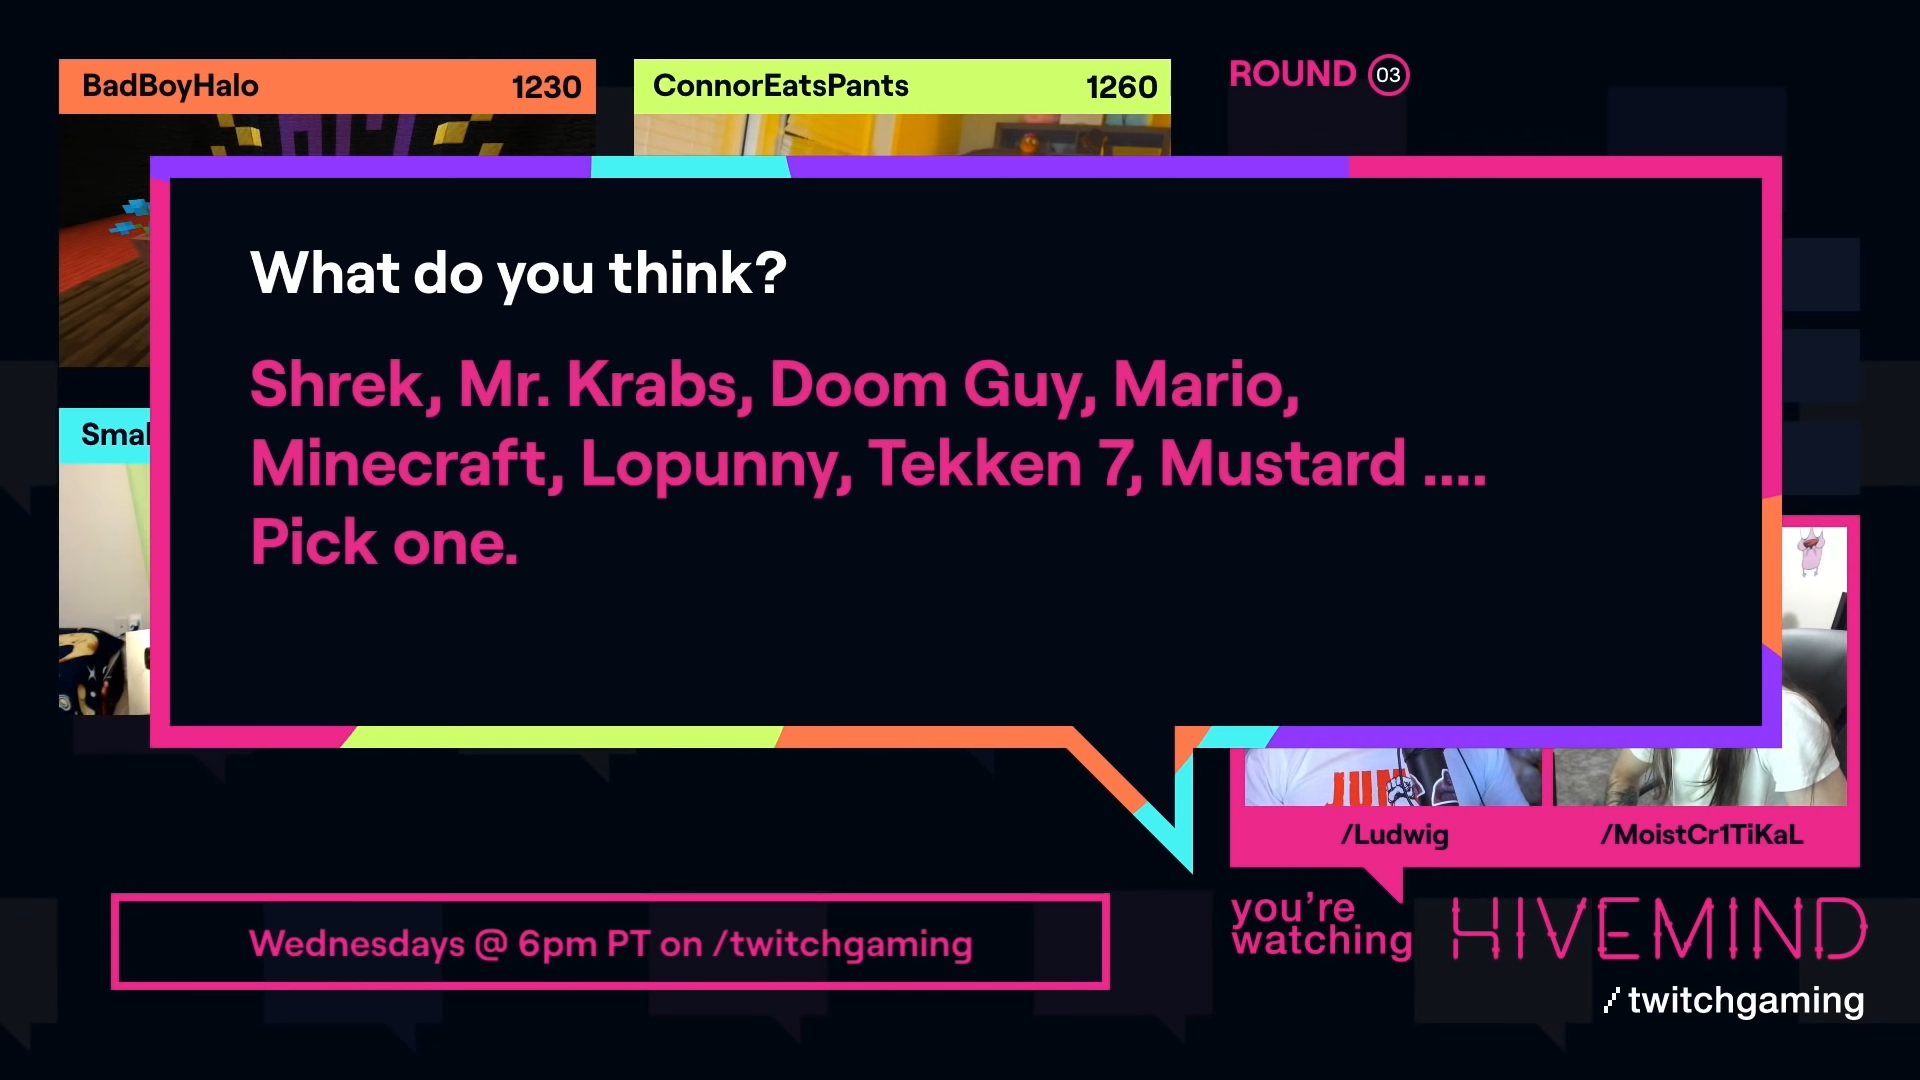 BadBoyHalo 1230
ConnorEatsPants 1260
ROUND 03
What do you think?
Shrek, Mr. Krabs, Doom Guy, Mario,
Minecraft, Lopunny, Tekken 7, Mustard ....
Pick one.
/Ludwig
/MoistCr1TiKaL
Wednesdays @ 6pm PT on /twitchgaming
you're
watching
HIVEMIND
/twitchgaming